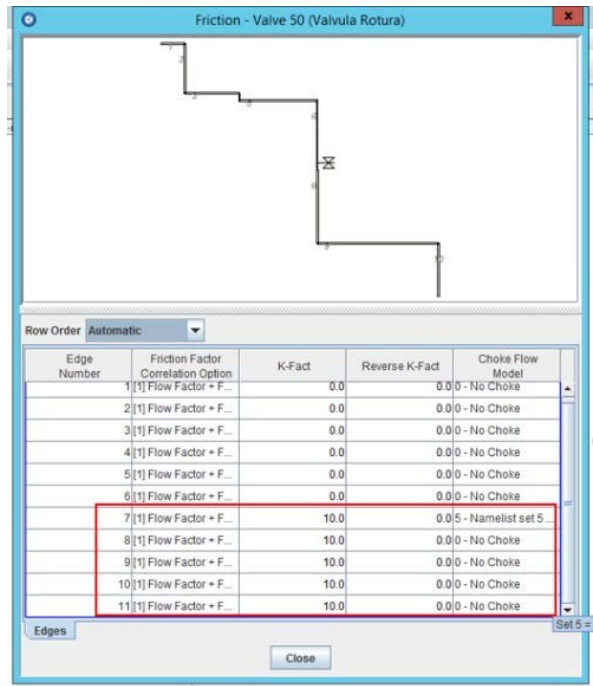 Friction - Valve 50 (Valvula Rotura)
x
Row Order Automatic
Edge Number Friction Factor Correlation Option K-Fact Reverse K-Fact Choke Flow Model
1 [1] Flow Factor + F... 0.0 0.0 0 - No Choke
2 [1] Flow Factor + F... 0.0 0.0 0 - No Choke
3 [1] Flow Factor + F... 0.0 0.0 0 - No Choke
4 [1] Flow Factor + F... 0.0 0.0 0 - No Choke
5 [1] Flow Factor + F... 0.0 0.0 0 - No Choke
6 [1] Flow Factor + F... 0.0 0.0 0 - No Choke
7 [1] Flow Factor + F... 10.0 0.0 5 - Namelist set 5 ...
8 [1] Flow Factor + F... 10.0 0.0 0 - No Choke
9 [1] Flow Factor + F... 10.0 0.0 0 - No Choke
10 [1] Flow Factor + F... 10.0 0.0 0 - No Choke
11 [1] Flow Factor + F... 10.0 0.0 0 - No Choke
Edges
Set 5 =
Close